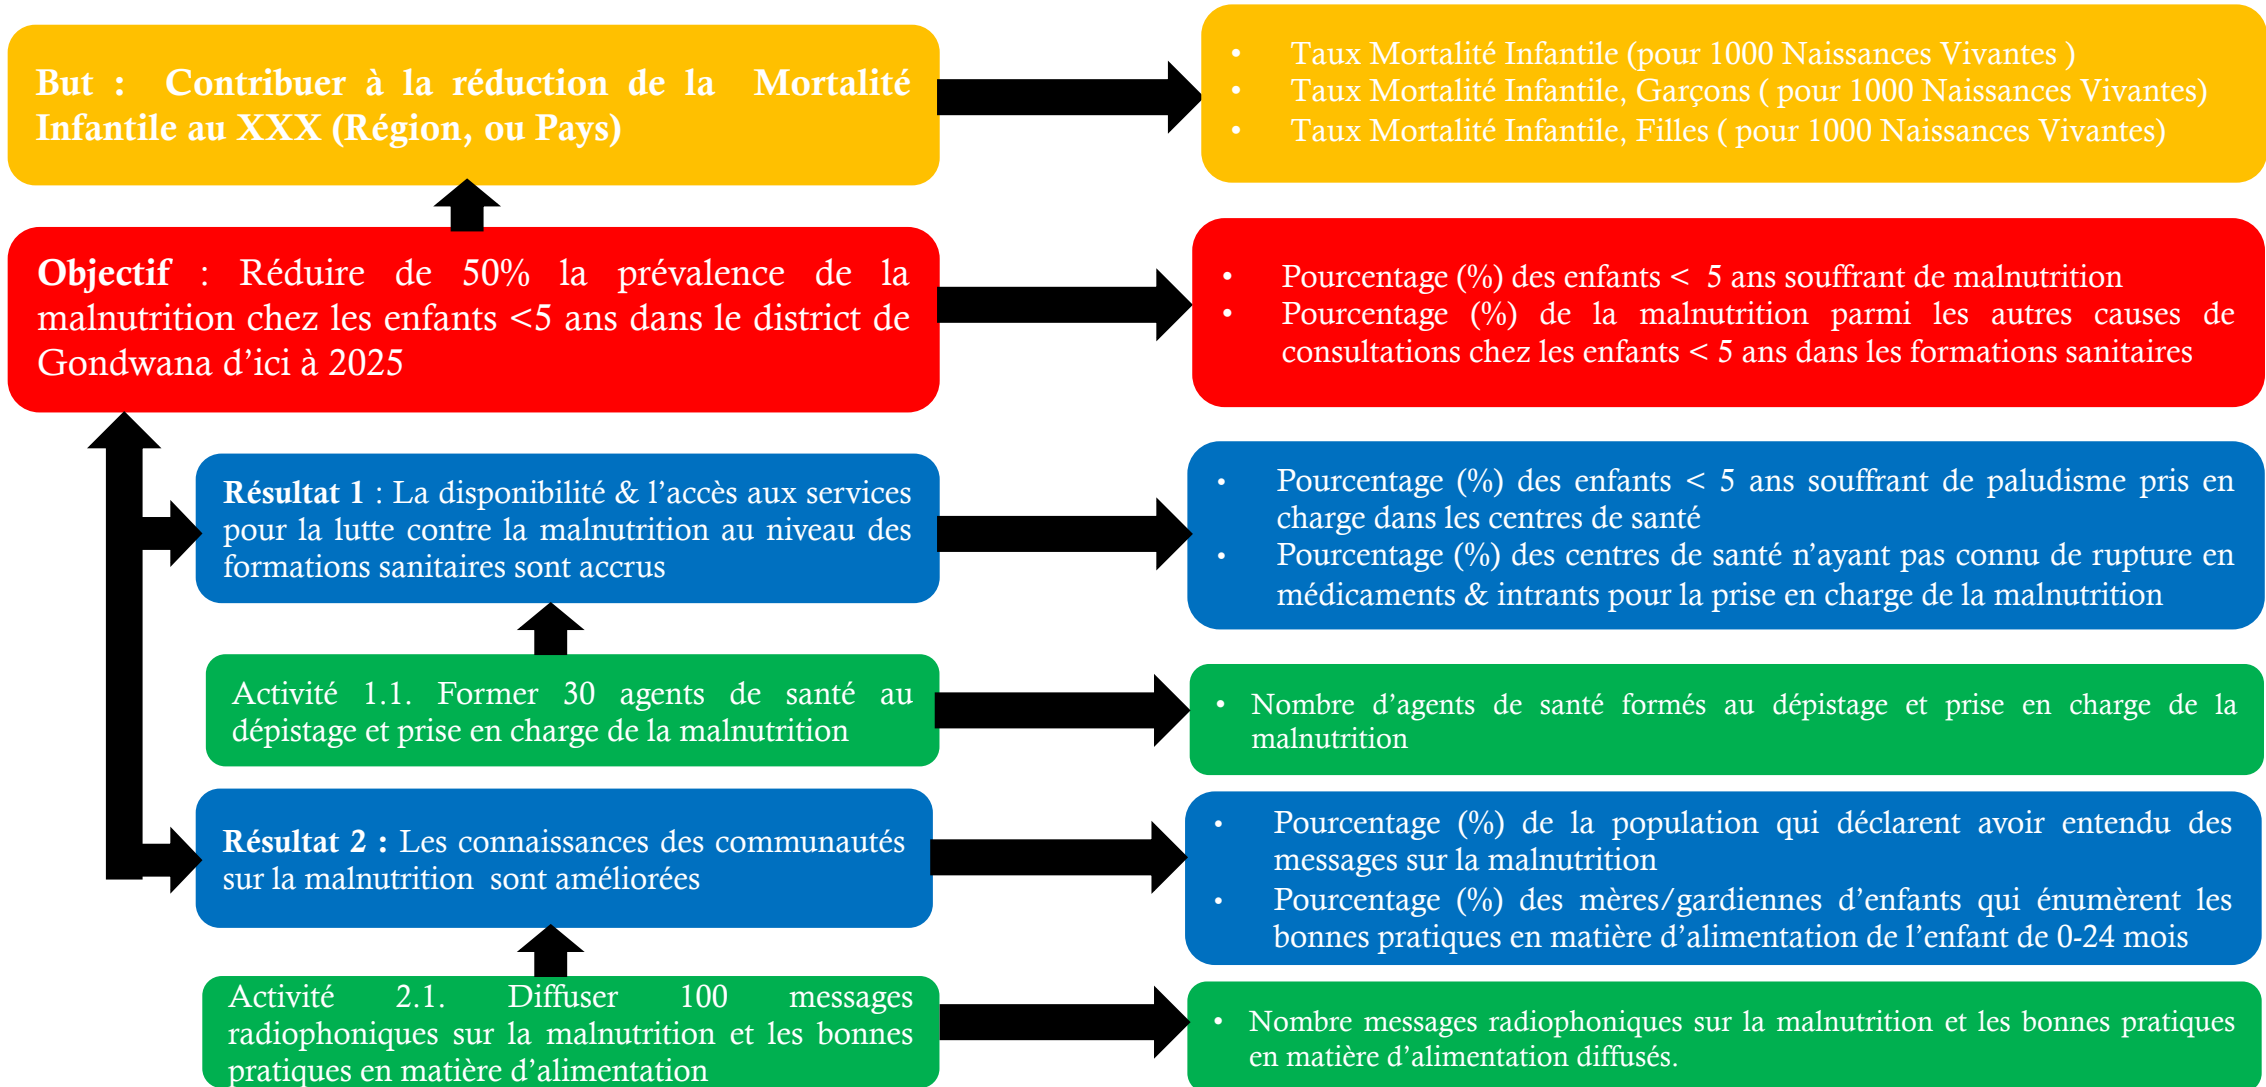 But : Contribuer à la réduction de la Mortalité
Infantile au XXX (Région, ou Pays)
• Taux Mortalité Infantile (pour 1000 Naissances Vivantes )
• Taux Mortalité Infantile, Garçons ( pour 1000 Naissances Vivantes)
• Taux Mortalité Infantile, Filles ( pour 1000 Naissances Vivantes)
Objectif : Réduire de 50% la prévalence de la
malnutrition chez les enfants <5 ans dans le district de
Gondwana d’ici à 2025
• Pourcentage (%) des enfants < 5 ans souffrant de malnutrition
• Pourcentage (%) de la malnutrition parmi les autres causes de
consultations chez les enfants < 5 ans dans les formations sanitaires
Résultat 1 : La disponibilité & l’accès aux services
pour la lutte contre la malnutrition au niveau des
formations sanitaires sont accrus
• Pourcentage (%) des enfants < 5 ans souffrant de paludisme pris en
charge dans les centres de santé
• Pourcentage (%) des centres de santé n’ayant pas connu de rupture en
médicaments & intrants pour la prise en charge de la malnutrition
Activité 1.1. Former 30 agents de santé au
dépistage et prise en charge de la malnutrition
• Nombre d’agents de santé formés au dépistage et prise en charge de la
malnutrition
Résultat 2 : Les connaissances des communautés
sur la malnutrition sont améliorées
• Pourcentage (%) de la population qui déclarent avoir entendu des
messages sur la malnutrition
• Pourcentage (%) des mères/gardiennes d’enfants qui énumèrent les
bonnes pratiques en matière d’alimentation de l’enfant de 0-24 mois
Activité 2.1. Diffuser 100 messages
radiophoniques sur la malnutrition et les bonnes
pratiques en matière d’alimentation
• Nombre messages radiophoniques sur la malnutrition et les bonnes pratiques
en matière d’alimentation diffusés.